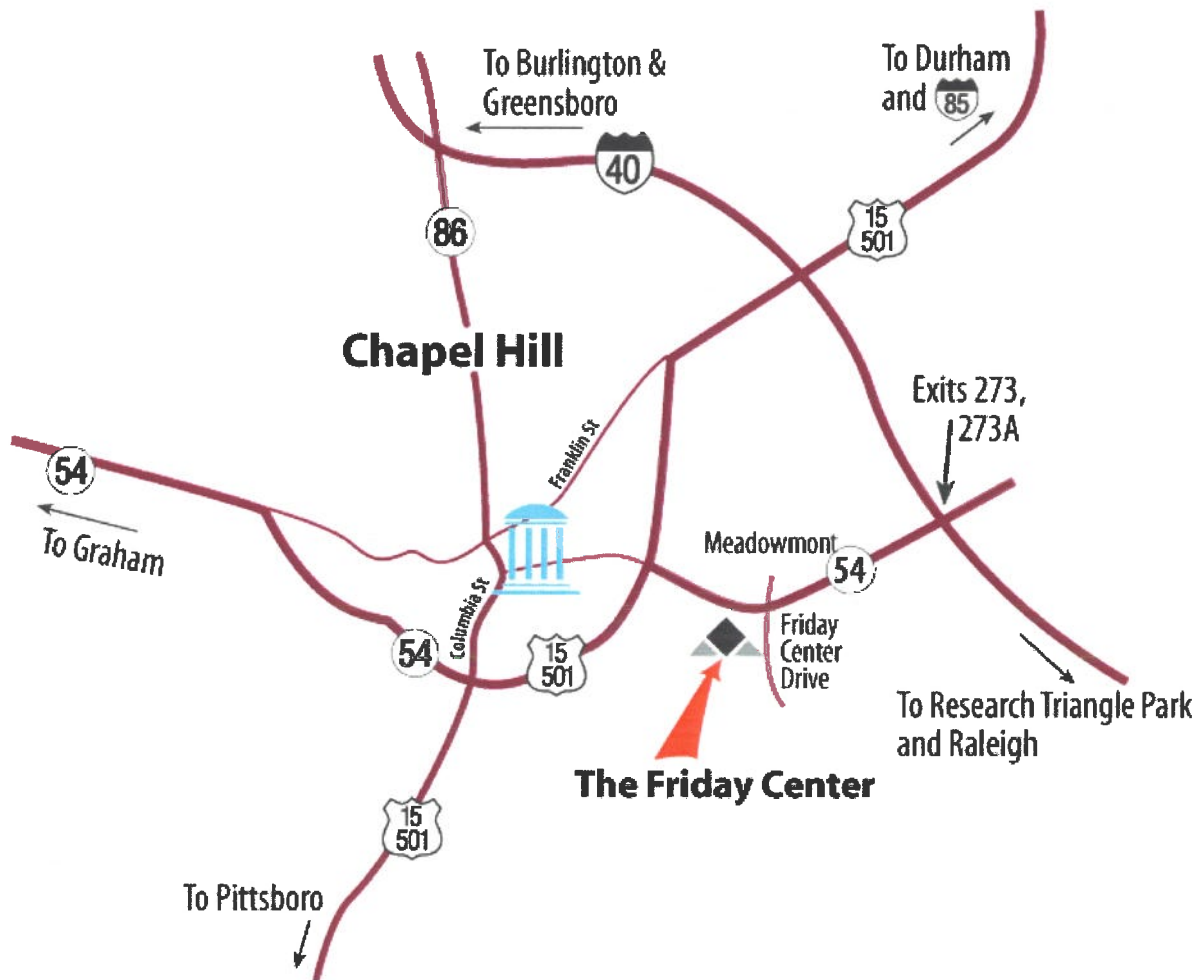 To Burlington &
Greensboro
To Durham
and 85
40
15
501
86
Chapel Hill
Exits 273,
273A
Franklin St
54
To Graham
Meadowmont
54
Columbia St
54
15
501
Friday
Center
Drive
To Research Triangle Park
and Raleigh
The Friday Center
15
501
To Pittsboro